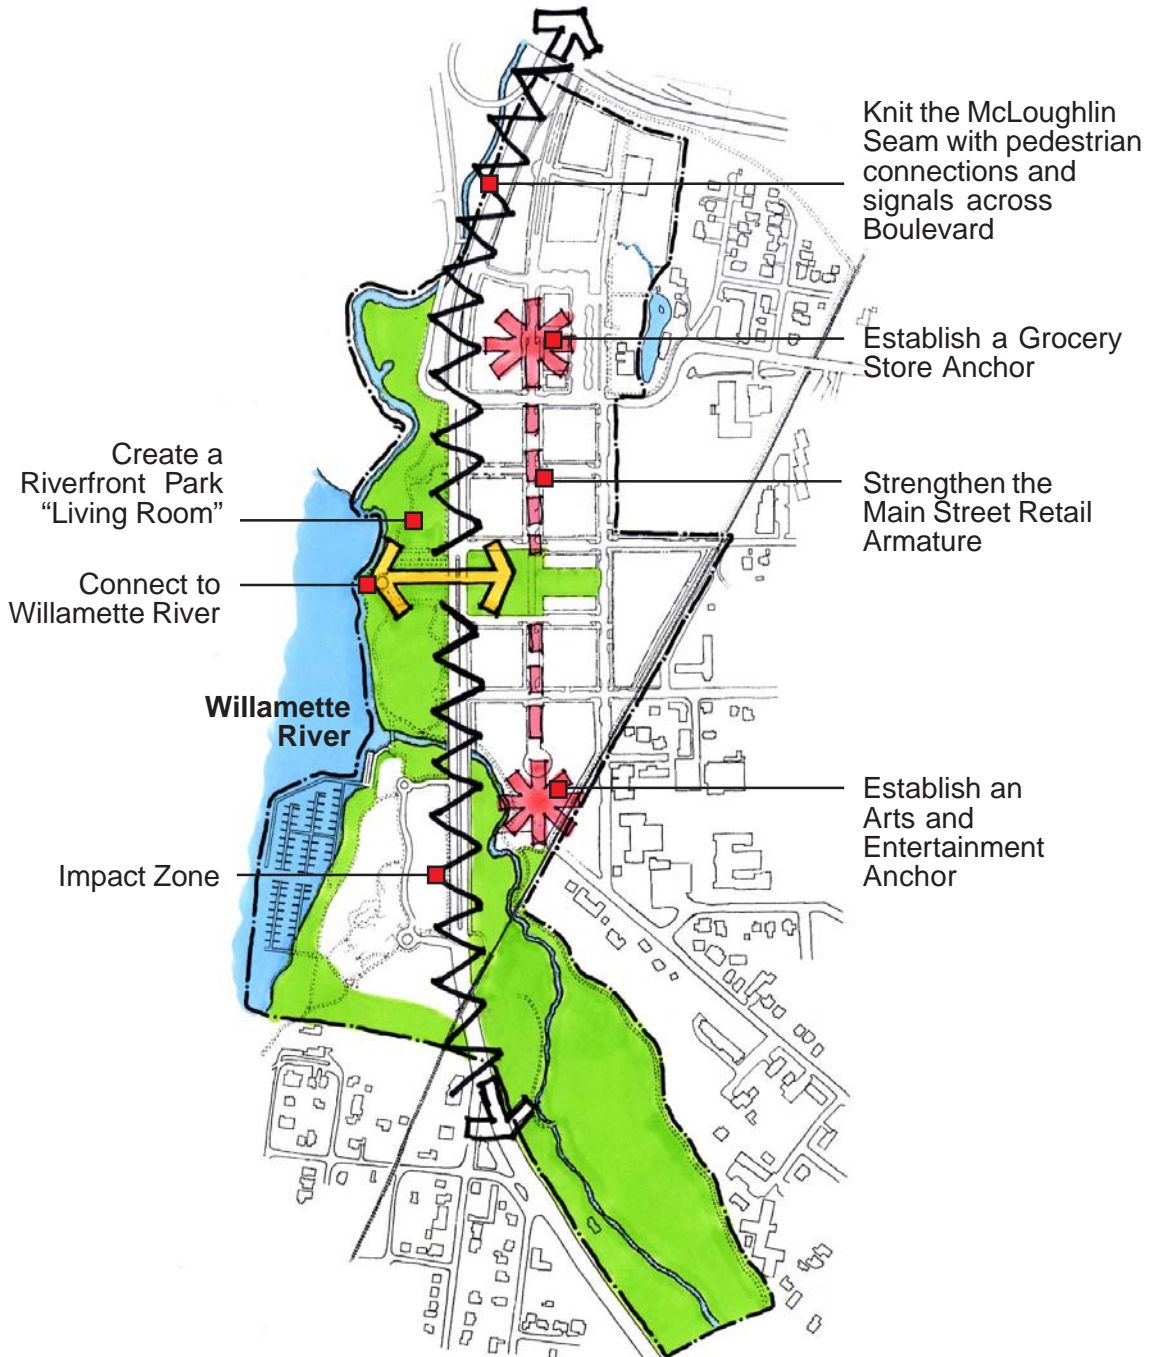 Knit the McLoughlin
Seam with pedestrian
connections and
signals across
Boulevard
Establish a Grocery
Store Anchor
Create a
Riverfront Park
“Living Room”
Strengthen the
Main Street Retail
Armature
Connect to
Willamette River
Willamette
River
Establish an
Arts and
Entertainment
Anchor
Impact Zone